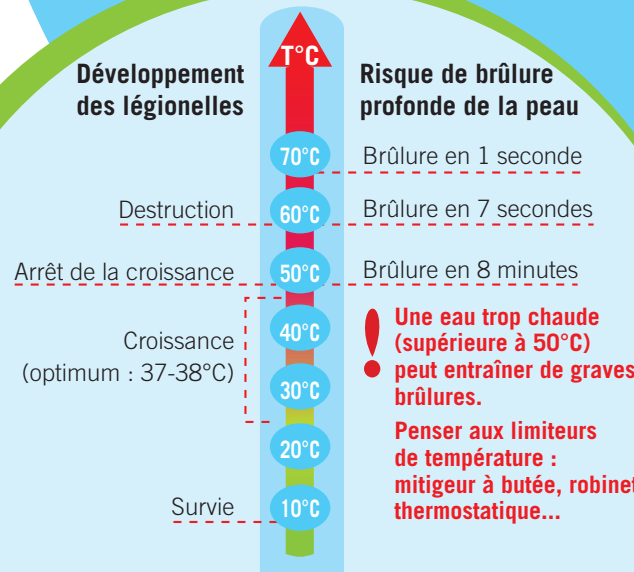 T°C
Développement
des légionelles
Risque de brûlure
profonde de la peau
70°C
Brûlure en 1 seconde
Destruction
60°C
Brûlure en 7 secondes
Arrêt de la croissance
50°C
Brûlure en 8 minutes
Croissance
(optimum : 37-38°C)
40°C
30°C
20°C
Survie
10°C
Une eau trop chaude
(supérieure à 50°C)
peut entraîner de graves
brûlures.
Penser aux limiteurs
de température :
mitigeur à butée, robinet
thermostatique...